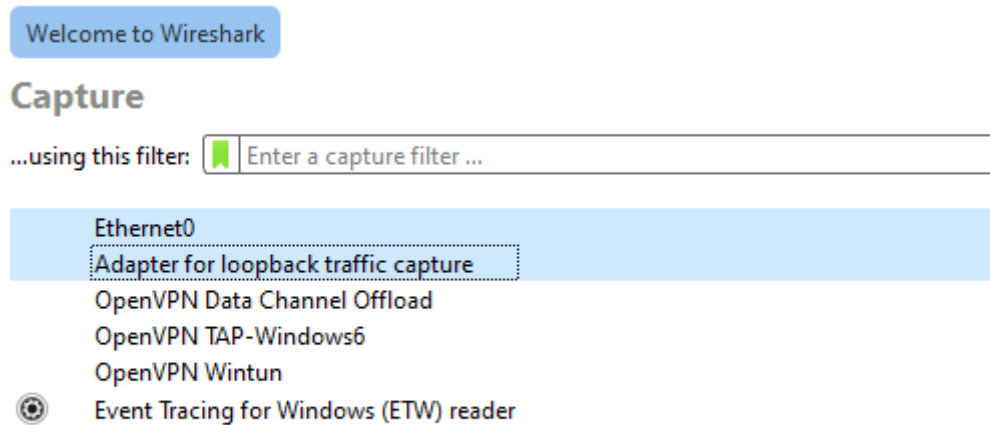 Welcome to Wireshark
Capture
...using this filter: Enter a capture filter ...
Ethernet0
Adapter for loopback traffic capture
OpenVPN Data Channel Offload
OpenVPN TAP-Windows6
OpenVPN Wintun
Event Tracing for Windows (ETW) reader